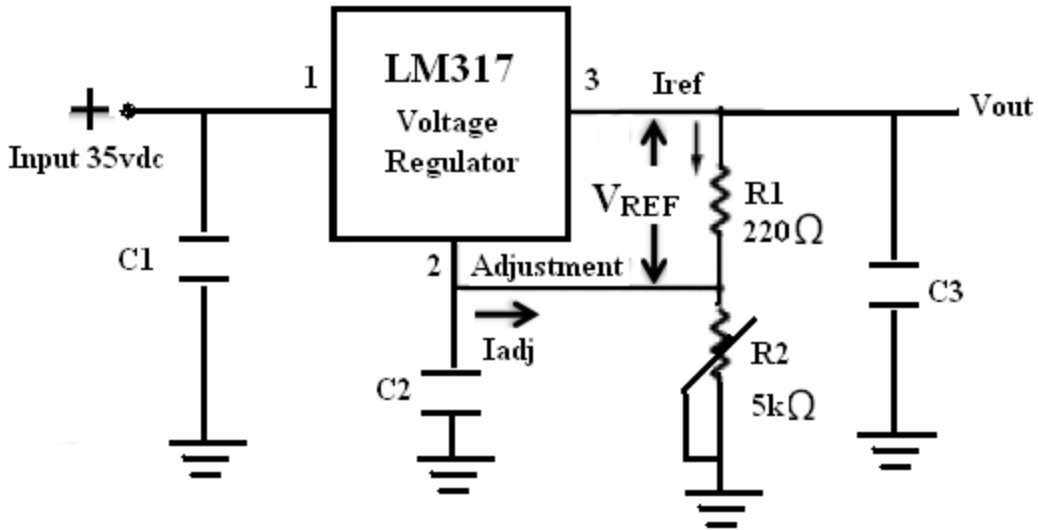 LM317
Voltage
Regulator
1
3
Iref
+
Input 35vdc
Vout
VREF
R1
220Ω
C1
2
Adjustment
Iadj
C2
R2
5kΩ
C3